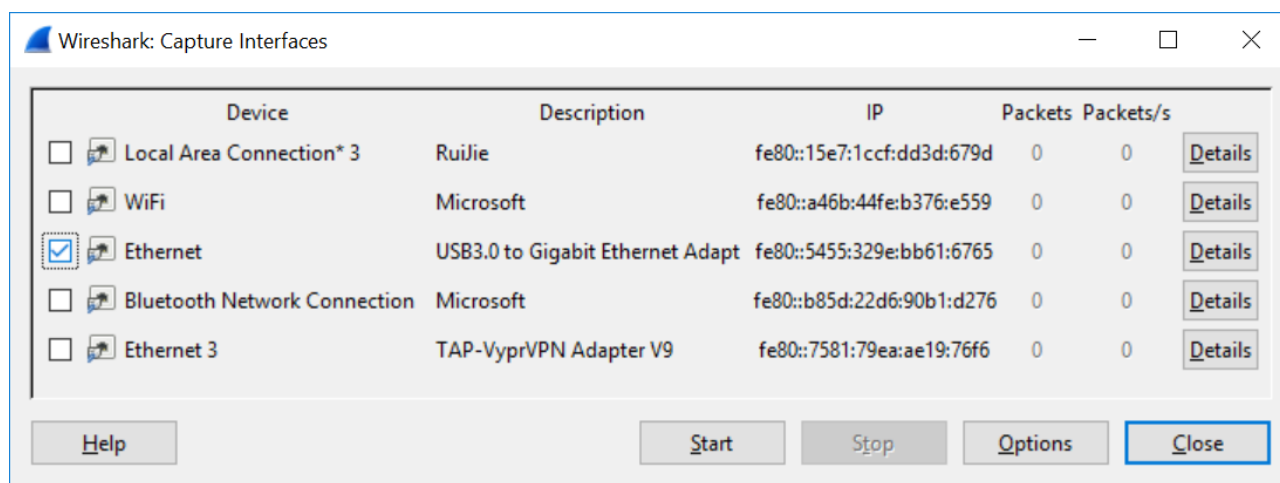 Wireshark: Capture Interfaces
Device Description IP Packets Packets/s
Local Area Connection* 3 RuiJie fe80::15e7:1ccf:dd3d:679d 0 0 Details
WiFi Microsoft fe80::a46b:44fe:b376:e559 0 0 Details
Ethernet USB3.0 to Gigabit Ethernet Adapt fe80::5455:329e:bb61:6765 0 0 Details
Bluetooth Network Connection Microsoft fe80::b85d:22d6:90b1:d276 0 0 Details
Ethernet 3 TAP-VyprVPN Adapter V9 fe80::7581:79ea:ae19:76f6 0 0 Details
Help Start Stop Options Close